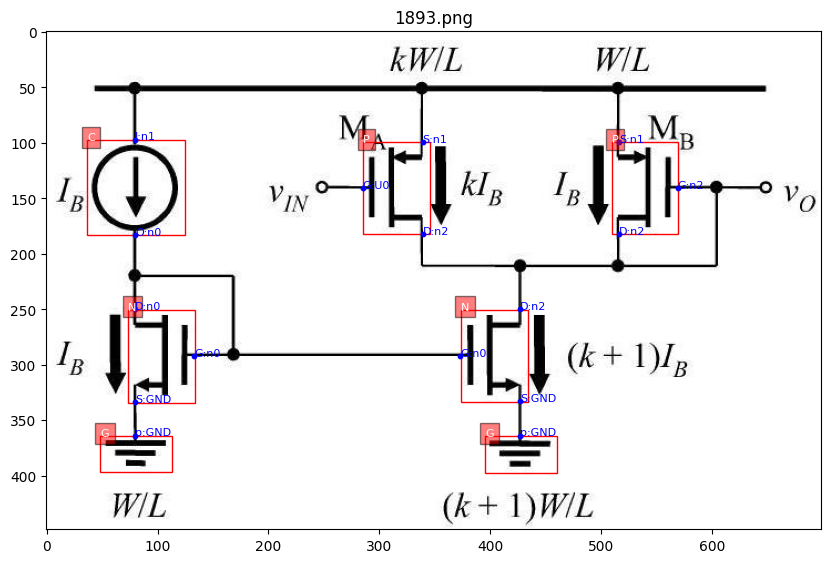 1893.png
kW/L
W/L
M_A
M_B
C
I:n1
P
S:n1
P
S:n1
I_B
v_IN
G:U0
kI_B
I_B
G:n2
v_O
O:n0
D:n2
D:n2
N
D:n0
N
D:n2
I_B
G:n0
G:n0
(k + 1)I_B
S:GND
S:GND
G
p:GND
G
p:GND
W/L
(k + 1)W/L
0
50
100
150
200
250
300
350
400
0
100
200
300
400
500
600